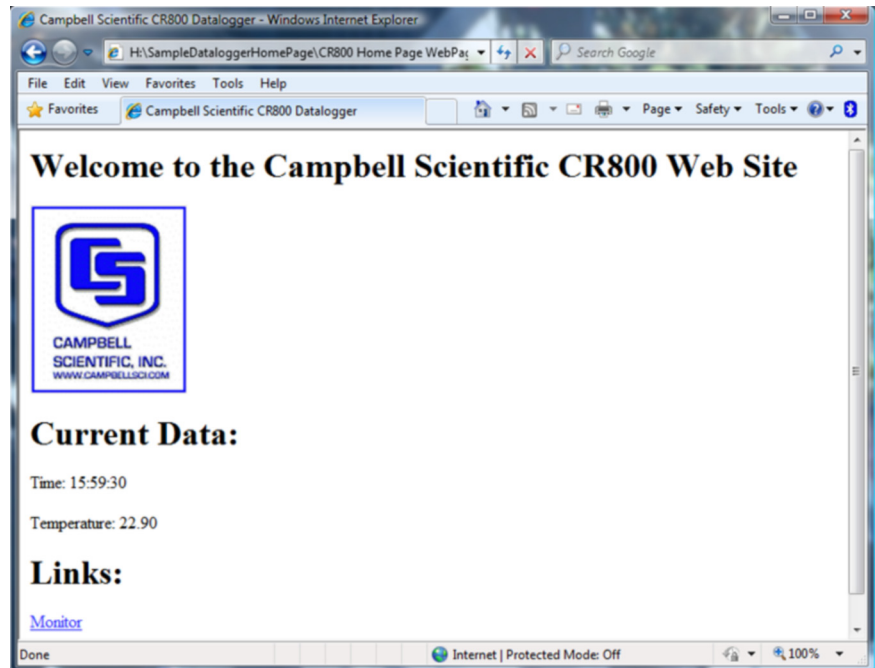 Campbell Scientific CR800 Datalogger - Windows Internet Explorer
H:\SampleDataloggerHomePage\CR800 Home Page WebPag
Search Google
File Edit View Favorites Tools Help
Favorites Campbell Scientific CR800 Datalogger Page Safety Tools
Welcome to the Campbell Scientific CR800 Web Site
CAMPBELL
SCIENTIFIC, INC.
WWW.CAMPBELLSCI.COM
Current Data:
Time: 15:59:30
Temperature: 22.90
Links:
Monitor
Done Internet | Protected Mode: Off 100%